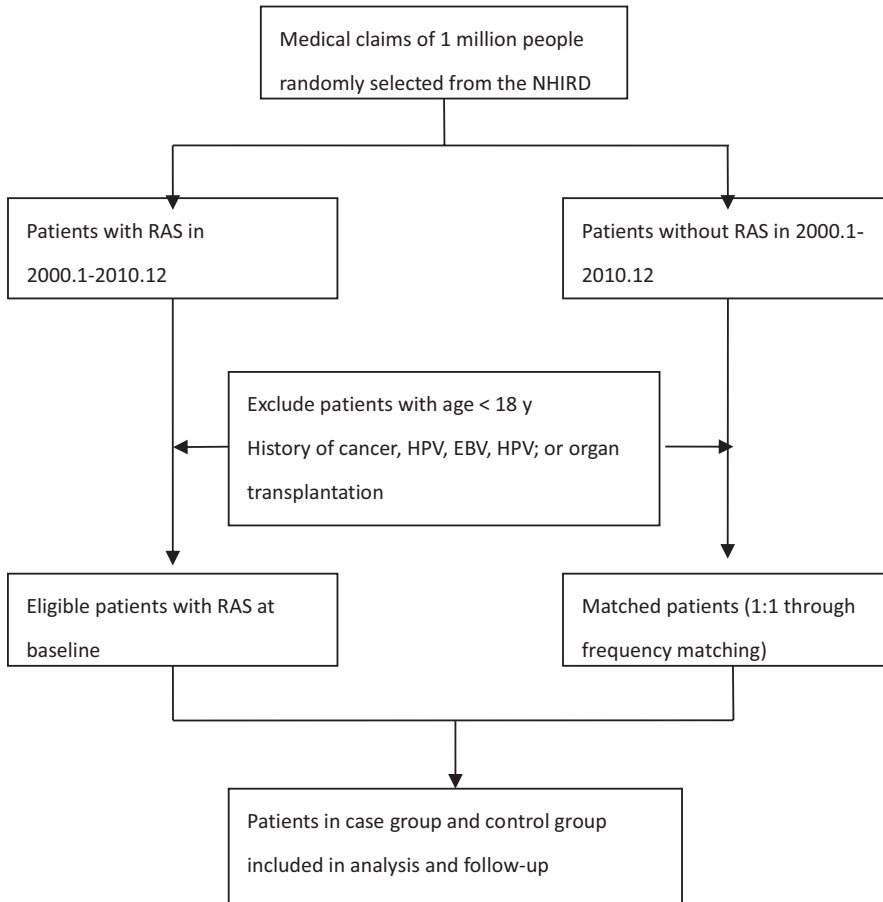 Medical claims of 1 million people
randomly selected from the NHIRD
Patients with RAS in
2000.1-2010.12
Patients without RAS in 2000.1-
2010.12
Exclude patients with age < 18 y
History of cancer, HPV, EBV, HPV; or organ
transplantation
Eligible patients with RAS at
baseline
Matched patients (1:1 through
frequency matching)
Patients in case group and control group
included in analysis and follow-up